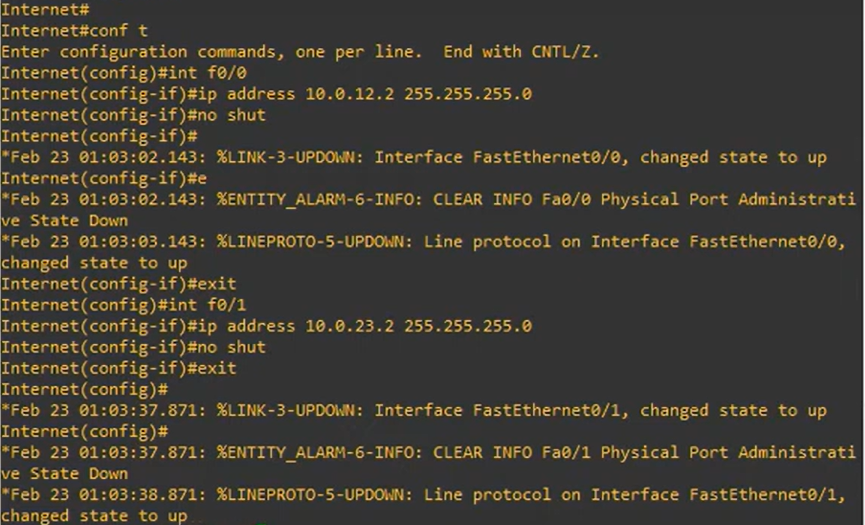 Internet#
Internet#conf t
Enter configuration commands, one per line.  End with CNTL/Z.
Internet(config)#int f0/0
Internet(config-if)#ip address 10.0.12.2 255.255.255.0
Internet(config-if)#no shut
Internet(config-if)#
*Feb 23 01:03:02.143: %LINK-3-UPDOWN: Interface FastEthernet0/0, changed state to up
Internet(config-if)#e
*Feb 23 01:03:02.143: %ENTITY_ALARM-6-INFO: CLEAR INFO Fa0/0 Physical Port Administrati
ve State Down
*Feb 23 01:03:03.143: %LINEPROTO-5-UPDOWN: Line protocol on Interface FastEthernet0/0,
changed state to up
Internet(config-if)#exit
Internet(config)#int f0/1
Internet(config-if)#ip address 10.0.23.2 255.255.255.0
Internet(config-if)#no shut
Internet(config-if)#exit
Internet(config)#
*Feb 23 01:03:37.871: %LINK-3-UPDOWN: Interface FastEthernet0/1, changed state to up
Internet(config)#
*Feb 23 01:03:37.871: %ENTITY_ALARM-6-INFO: CLEAR INFO Fa0/1 Physical Port Administrati
ve State Down
*Feb 23 01:03:38.871: %LINEPROTO-5-UPDOWN: Line protocol on Interface FastEthernet0/1,
changed state to up